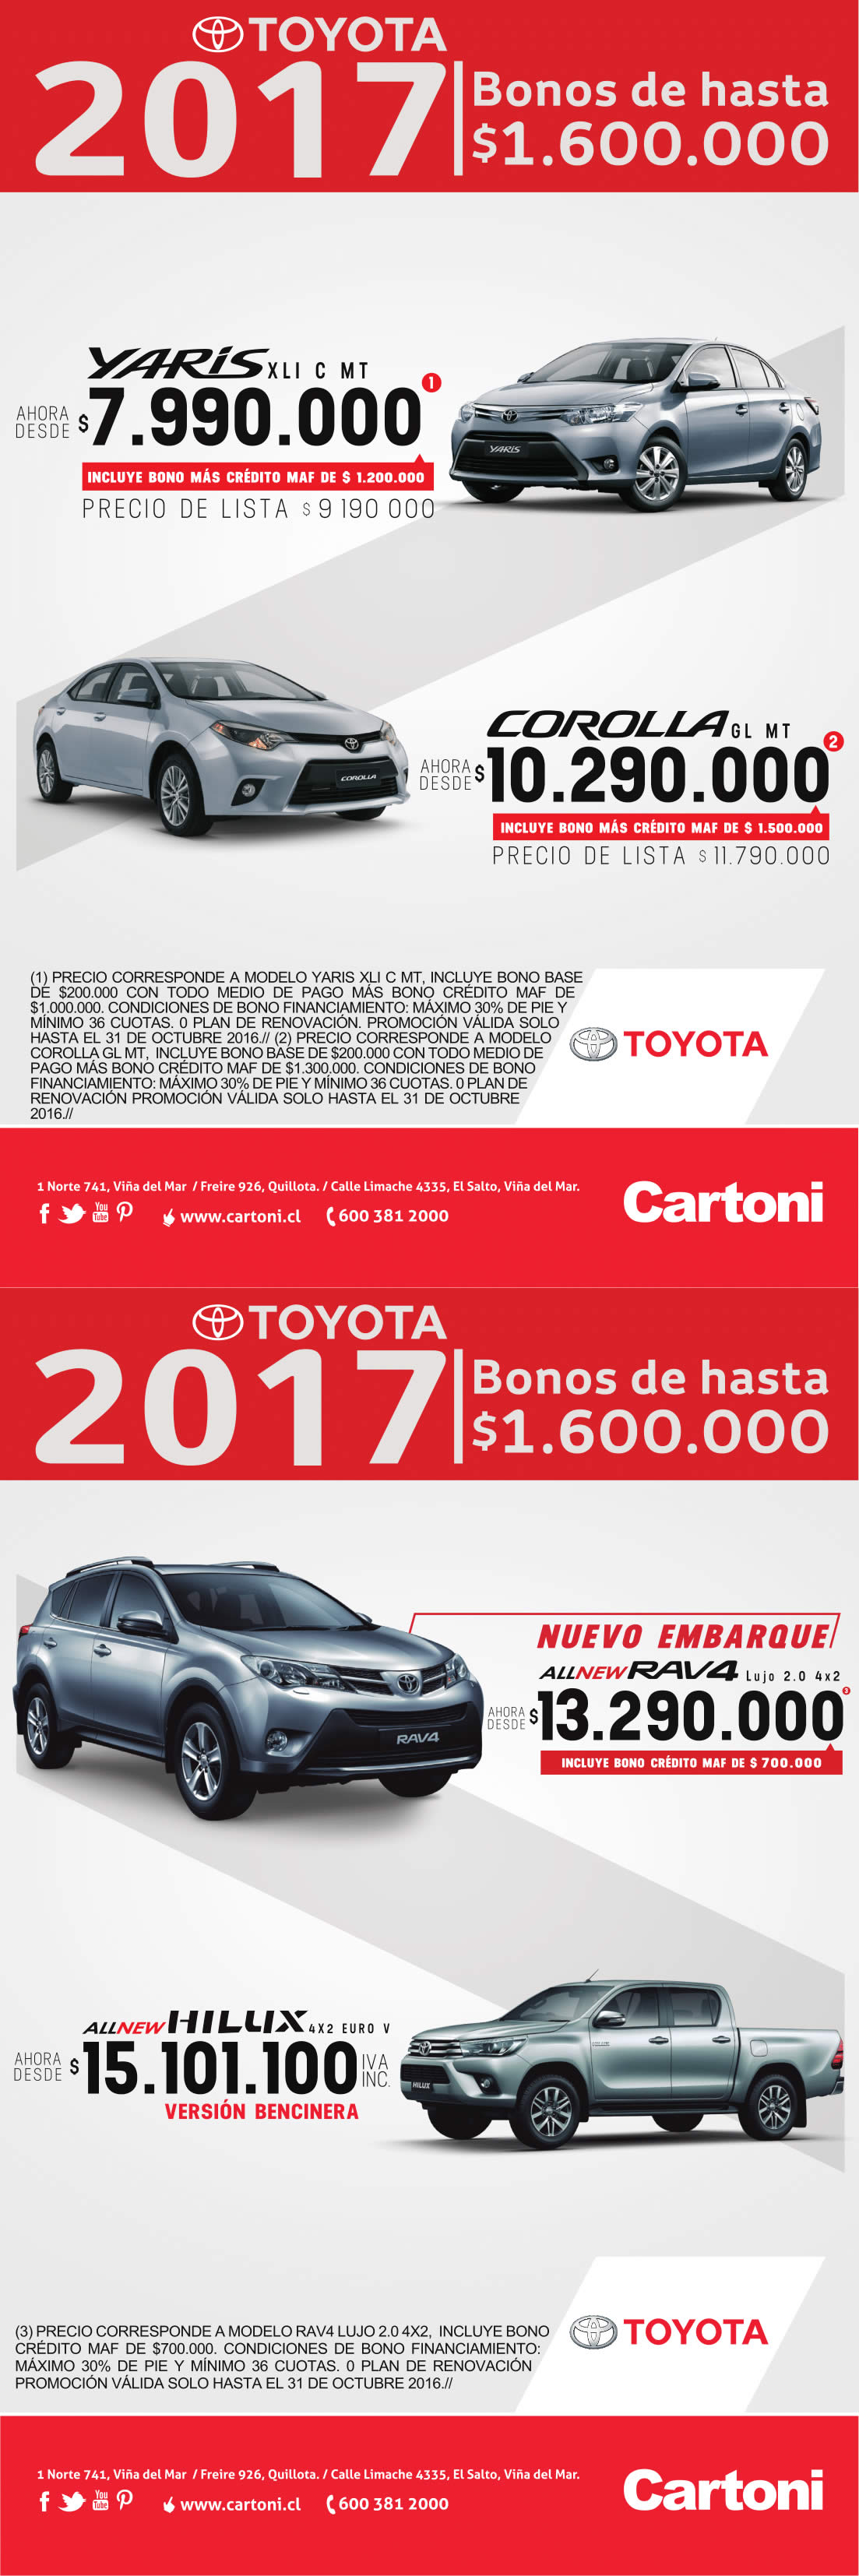 TOYOTA
2017
Bonos de hasta
$1.600.000
YARiS XLI C MT
AHORA
DESDE
$7.990.000 1
INCLUYE BONO MÁS CRÉDITO MAF DE $ 1.200.000
PRECIO DE LISTA $ 9 190 000
YARiS
COROLLA
COROLLA GL MT
AHORA
DESDE
$10.290.000 2
INCLUYE BONO MÁS CRÉDITO MAF DE $ 1.500.000
PRECIO DE LISTA $ 11.790.000
(1) PRECIO CORRESPONDE A MODELO YARIS XLI C MT, INCLUYE BONO BASE
DE $200.000 CON TODO MEDIO DE PAGO MÁS BONO CRÉDITO MAF DE
$1.000.000. CONDICIONES DE BONO FINANCIAMIENTO: MÁXIMO 30% DE PIE Y
MÍNIMO 36 CUOTAS. 0 PLAN DE RENOVACIÓN. PROMOCIÓN VÁLIDA SOLO
HASTA EL 31 DE OCTUBRE 2016.// (2) PRECIO CORRESPONDE A MODELO
COROLLA GL MT, INCLUYE BONO BASE DE $200.000 CON TODO MEDIO DE
PAGO MÁS BONO CRÉDITO MAF DE $1.300.000. CONDICIONES DE BONO
FINANCIAMIENTO: MÁXIMO 30% DE PIE Y MÍNIMO 36 CUOTAS. 0 PLAN DE
RENOVACIÓN PROMOCIÓN VÁLIDA SOLO HASTA EL 31 DE OCTUBRE
2016.//
TOYOTA
1 Norte 741, Viña del Mar / Freire 926, Quillota. / Calle Limache 4335, El Salto, Viña del Mar.
You Tube www.cartoni.cl 600 381 2000
Cartoni
TOYOTA
2017
Bonos de hasta
$1.600.000
NUEVO EMBARQUE
ALLNEW RAV4 Lujo 2.0 4x2
AHORA
DESDE
$13.290.000 3
INCLUYE BONO CRÉDITO MAF DE $ 700.000
RAV4
ALLNEW HILUX 4X2 EURO V
AHORA
DESDE
$15.101.100 IVA
INC.
VERSIÓN BENCINERA
HILUX
HILUX
(3) PRECIO CORRESPONDE A MODELO RAV4 LUJO 2.0 4X2, INCLUYE BONO
CRÉDITO MAF DE $700.000. CONDICIONES DE BONO FINANCIAMIENTO:
MÁXIMO 30% DE PIE Y MÍNIMO 36 CUOTAS. 0 PLAN DE RENOVACIÓN
PROMOCIÓN VÁLIDA SOLO HASTA EL 31 DE OCTUBRE 2016.//
TOYOTA
1 Norte 741, Viña del Mar / Freire 926, Quillota. / Calle Limache 4335, El Salto, Viña del Mar.
You Tube www.cartoni.cl 600 381 2000
Cartoni